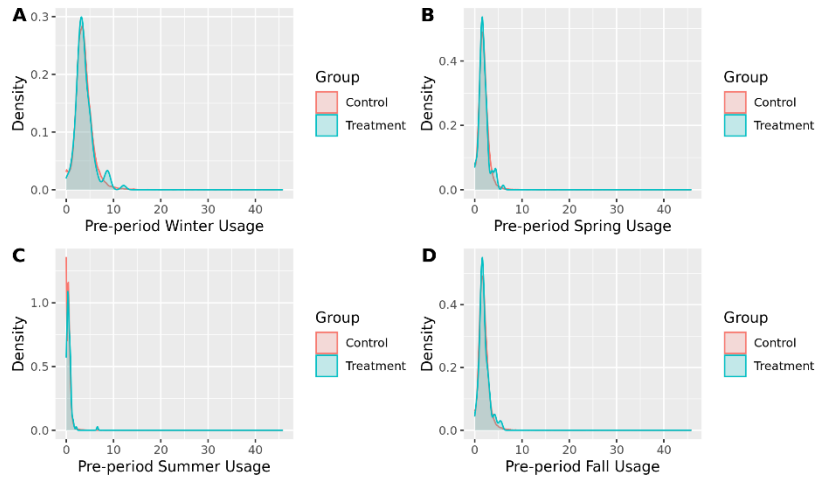 A
0.3
0.2
0.1
0.0
Density
0 10 20 30 40
Pre-period Winter Usage
Group
Control
Treatment
B
0.4
0.2
0.0
Density
0 10 20 30 40
Pre-period Spring Usage
Group
Control
Treatment
C
1.0
0.5
0.0
Density
0 10 20 30 40
Pre-period Summer Usage
Group
Control
Treatment
D
0.4
0.2
0.0
Density
0 10 20 30 40
Pre-period Fall Usage
Group
Control
Treatment